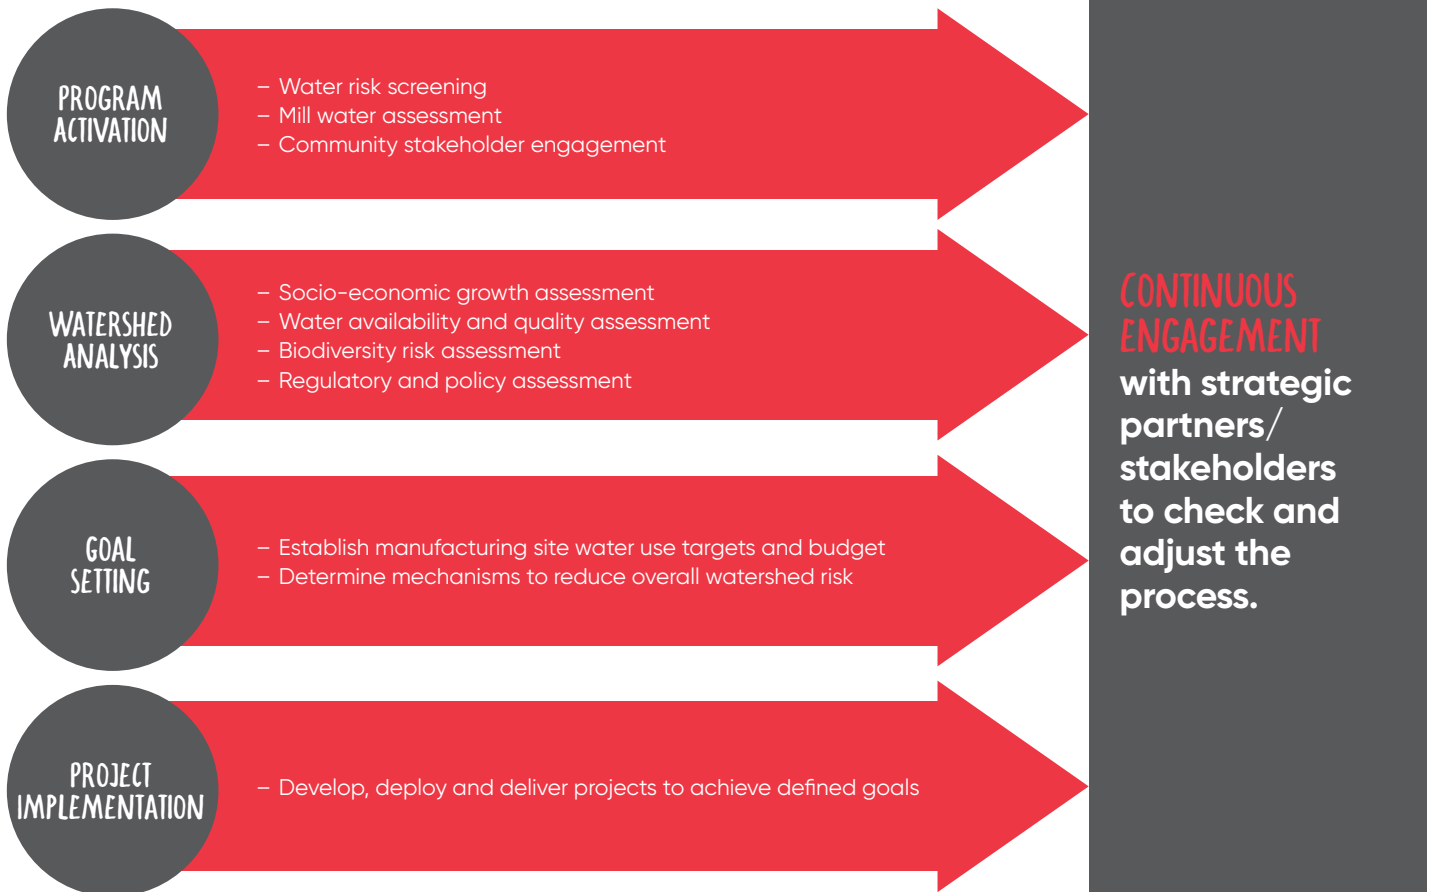 PROGRAM
ACTIVATION
– Water risk screening
– Mill water assessment
– Community stakeholder engagement
WATERSHED
ANALYSIS
– Socio-economic growth assessment
– Water availability and quality assessment
– Biodiversity risk assessment
– Regulatory and policy assessment
GOAL
SETTING
– Establish manufacturing site water use targets and budget
– Determine mechanisms to reduce overall watershed risk
PROJECT
IMPLEMENTATION
– Develop, deploy and deliver projects to achieve defined goals
CONTINUOUS
ENGAGEMENT
with strategic
partners/
stakeholders
to check and
adjust the
process.